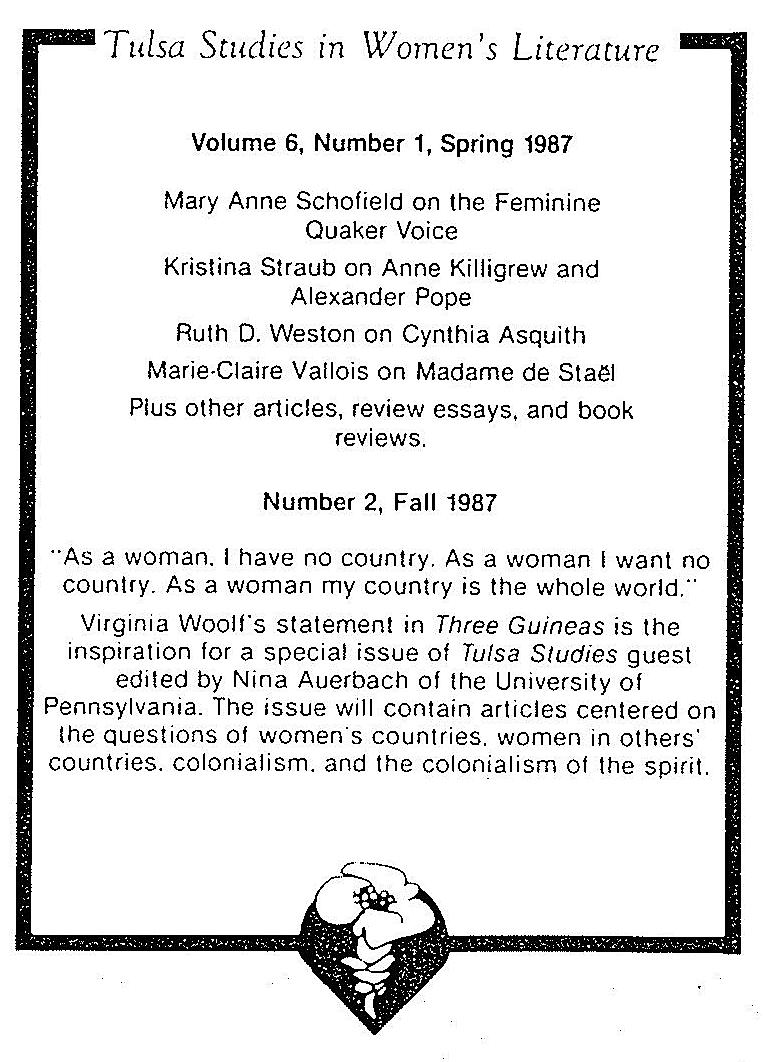 Tulsa Studies in Women's Literature
Volume 6, Number 1, Spring 1987
Mary Anne Schofield on the Feminine
Quaker Voice
Kristina Straub on Anne Killigrew and
Alexander Pope
Ruth D. Weston on Cynthia Asquith
Marie-Claire Vallois on Madame de Staël
Plus other articles, review essays, and book
reviews.
Number 2, Fall 1987
"As a woman, I have no country. As a woman I want no
country. As a woman my country is the whole world."
Virginia Woolf's statement in Three Guineas is the
inspiration for a special issue of Tulsa Studies guest
edited by Nina Auerbach of the University of
Pennsylvania. The issue will contain articles centered on
the questions of women's countries, women in others'
countries, colonialism, and the colonialism of the spirit.